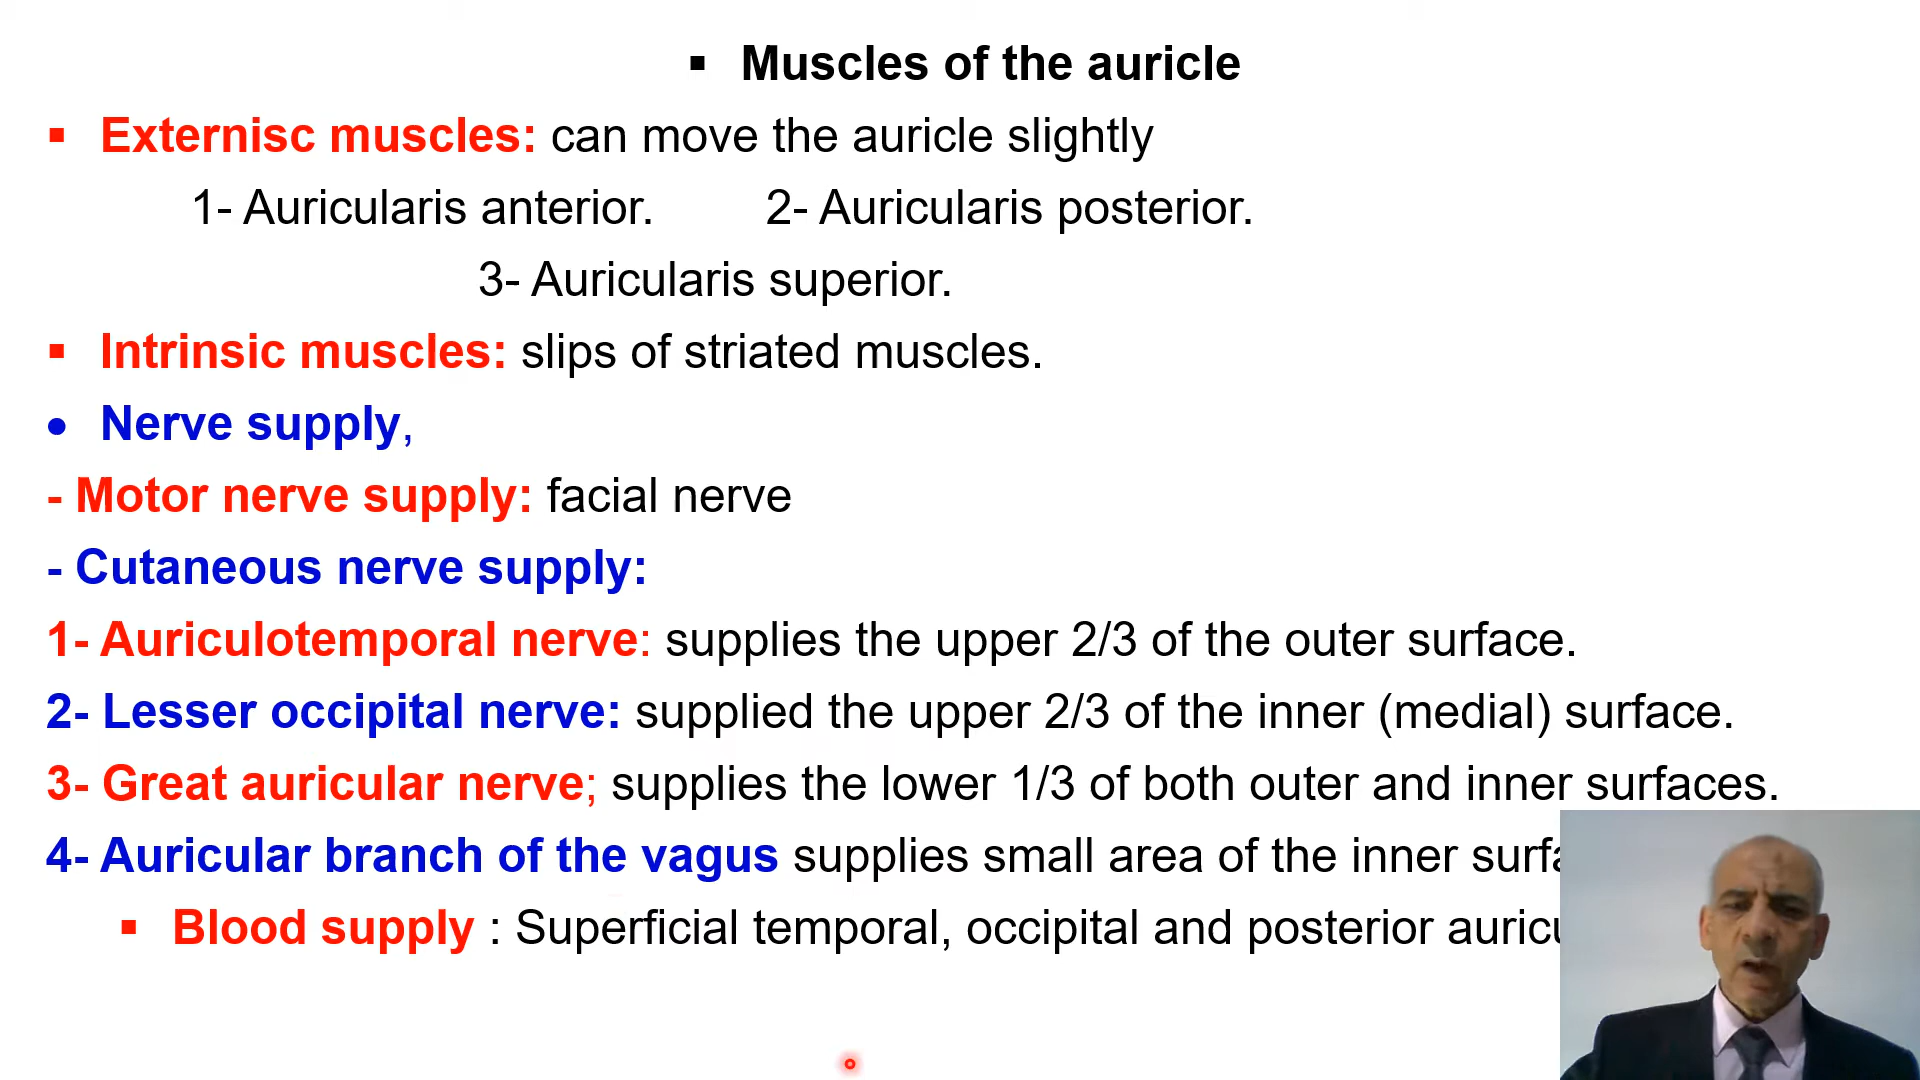 ▪ Muscles of the auricle
▪ Externisc muscles: can move the auricle slightly
1- Auricularis anterior. 2- Auricularis posterior.
3- Auricularis superior.
▪ Intrinsic muscles: slips of striated muscles.
• Nerve supply,
- Motor nerve supply: facial nerve
- Cutaneous nerve supply:
1- Auriculotemporal nerve: supplies the upper 2/3 of the outer surface.
2- Lesser occipital nerve: supplied the upper 2/3 of the inner (medial) surface.
3- Great auricular nerve; supplies the lower 1/3 of both outer and inner surfaces.
4- Auricular branch of the vagus supplies small area of the inner
▪ Blood supply : Superficial temporal, occipital and posterior